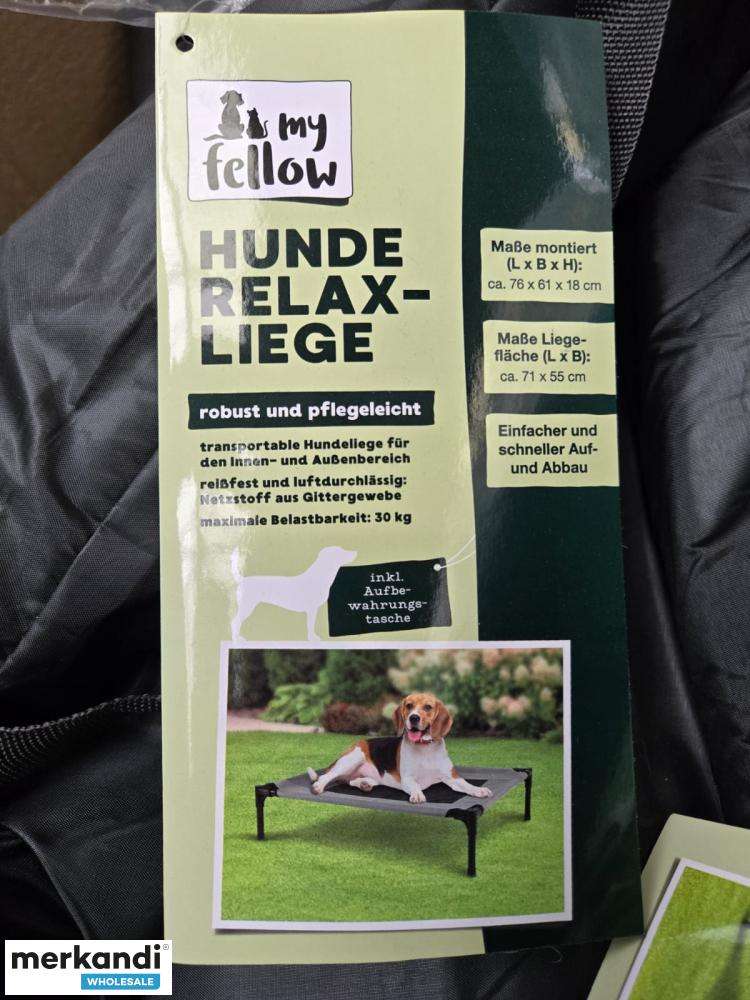 my
fellow
HUNDE
RELAX-
LIEGE
robust und pflegeleicht
transportable Hundeliege für
den Innen- und Außenbereich
reißfest und luftdurchlässig:
Netzstoff aus Gittergewebe
maximale Belastbarkeit: 30 kg
inkl.
Aufbe-
wahrungs-
tasche
Maße montiert
(L x B x H):
ca. 76 x 61 x 18 cm
Maße Liege-
fläche (L x B):
ca. 71 x 55 cm
Einfacher und
schneller Auf-
und Abbau
merkandi®
WHOLESALE